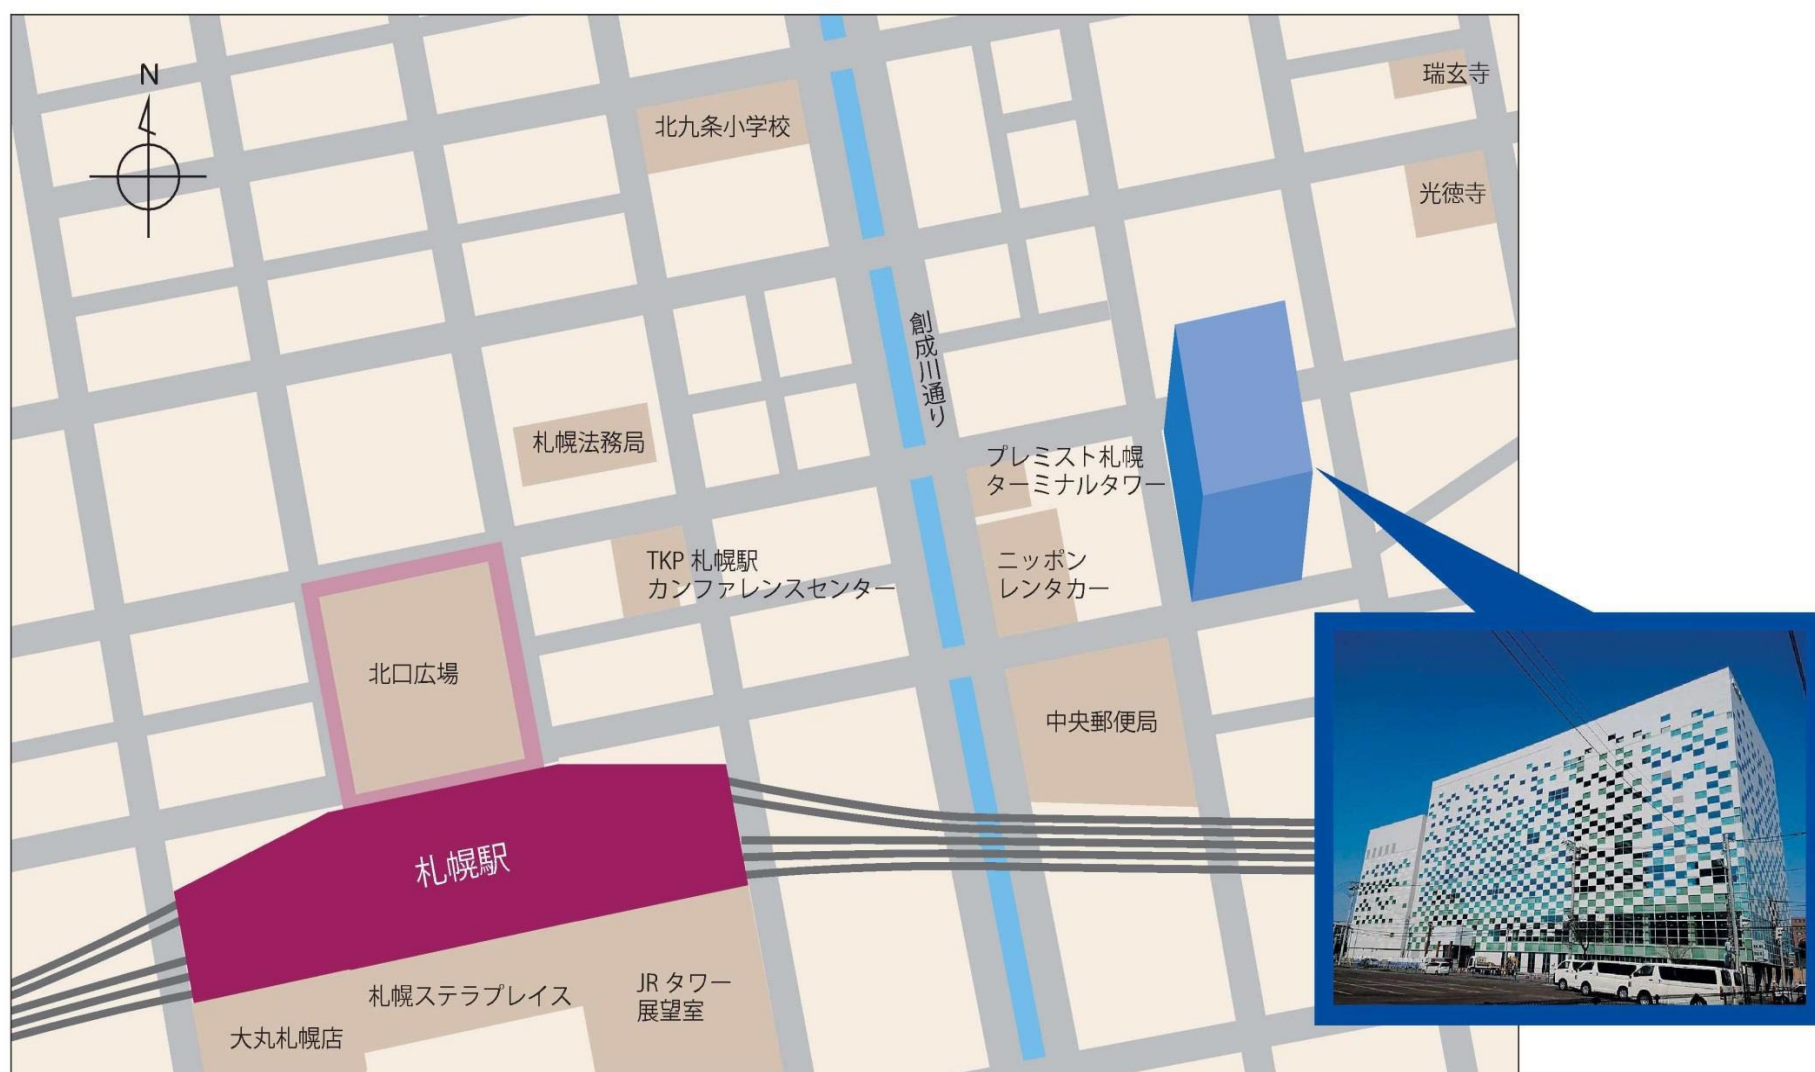 N
瑞玄寺
北九条小学校
光徳寺
創成川通り
札幌法務局
プレミスト札幌
ターミナルタワー
TKP 札幌駅
カンファレンスセンター
ニッポン
レンタカー
北口広場
中央郵便局
札幌駅
札幌ステラプレイス
JR タワー
展望室
大丸札幌店